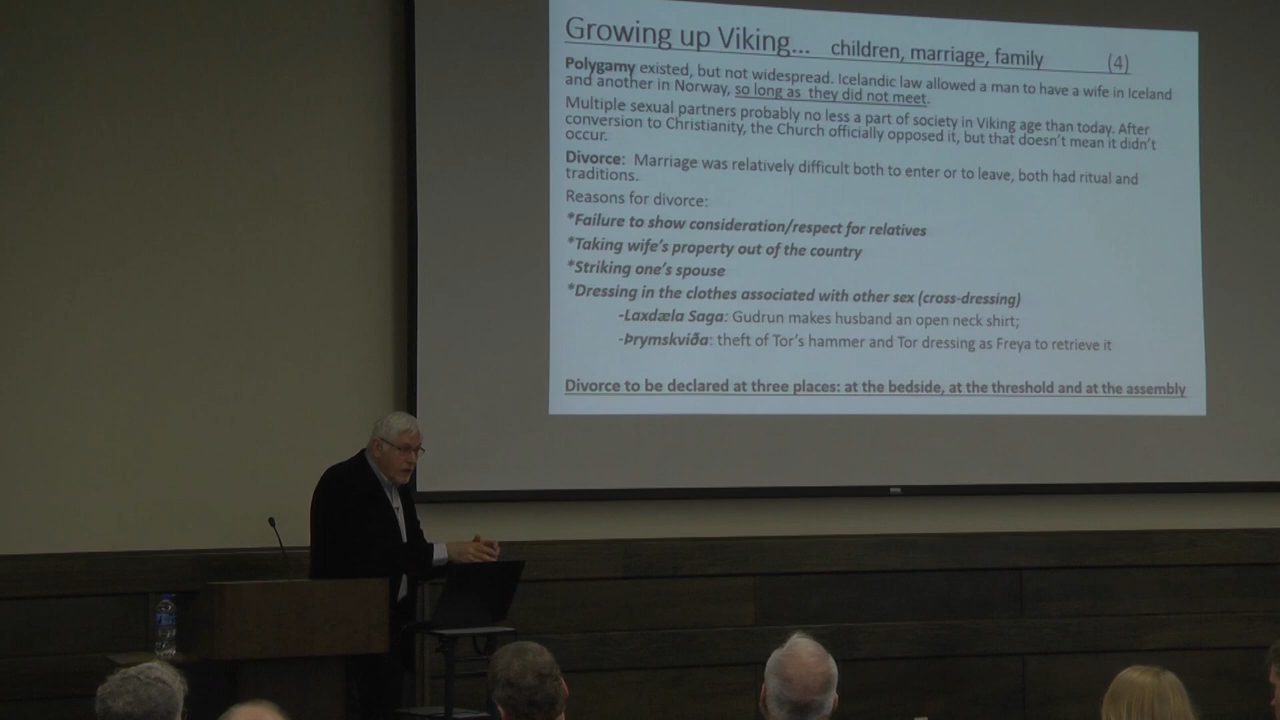 Growing up Viking... children, marriage, family (4)
Polygamy existed, but not widespread. Icelandic law allowed a man to have a wife in Iceland
and another in Norway, so long as they did not meet.
Multiple sexual partners probably no less a part of society in Viking age than today. After
conversion to Christianity, the Church officially opposed it, but that doesn't mean it didn't
occur.
Divorce: Marriage was relatively difficult both to enter or to leave, both had ritual and
traditions.
Reasons for divorce:
*Failure to show consideration/respect for relatives
*Taking wife's property out of the country
*Striking one's spouse
*Dressing in the clothes associated with other sex (cross-dressing)
-Laxdæla Saga: Gudrun makes husband an open neck shirt;
-Þrymskviða: theft of Tor's hammer and Tor dressing as Freya to retrieve it
Divorce to be declared at three places: at the bedside, at the threshold and at the assembly